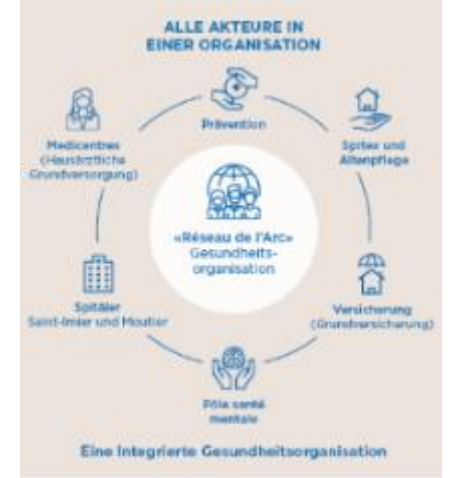 ALLE AKTEURE IN
EINER ORGANISATION
Prävention
Medicentres
(Hausärztliche
Grundversorgung)
Spitex und
Altenpflege
«Réseau de l'Arc»
Gesundheits-
organisation
Spitäler
Saint-Imier und Moutier
Versicherung
(Grundversicherung)
Pôle santé
mentale
Eine Integrierte Gesundheitsorganisation